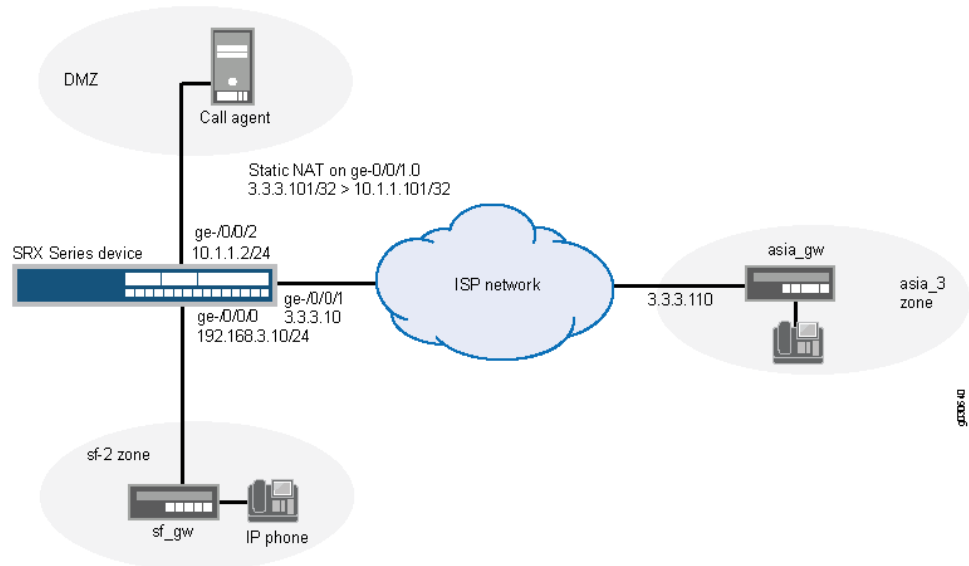 DMZ
Call agent
Static NAT on ge-0/0/1.0
3.3.3.101/32 > 10.1.1.101/32
ge-/0/0/2
10.1.1.2/24
SRX Series device
ge-/0/0/1
3.3.3.10
ge-/0/0/0
192.168.3.10/24
ISP network
3.3.3.110
asia_gw
asia_3
zone
sf-2 zone
sf_gw
IP phone
g030640